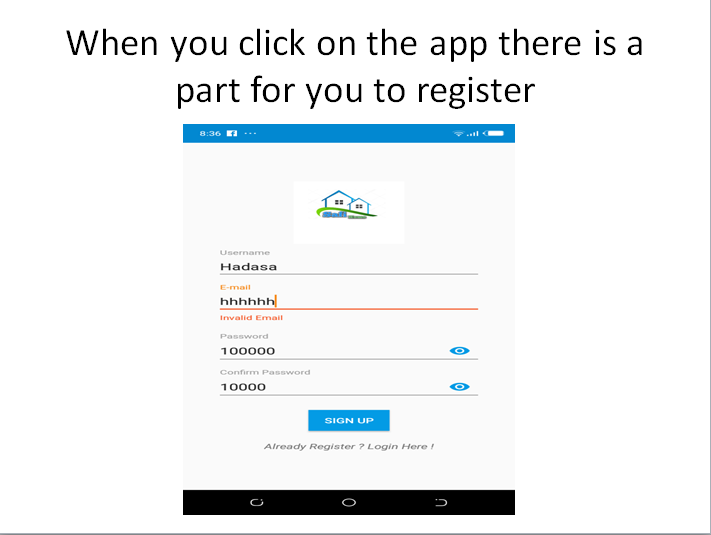 When you click on the app there is a
part for you to register
8:36
Username
Hadasa
E-mail
hhhhhh
Invalid Email
Password
100000
Confirm Password
10000
SIGN UP
Already Register ? Login Here !